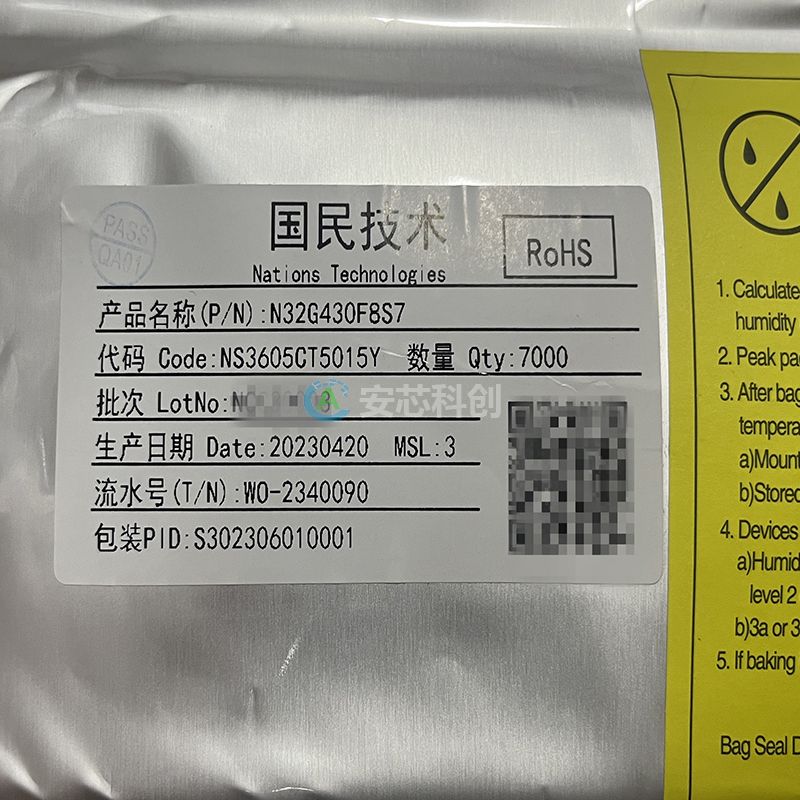 PASS
QA01
国民技术
Nations Technologies
RoHS
产品名称(P/N):N32G430F8S7
代码 Code:NS3605CT5015Y 数量 Qty:7000
批次 LotNo:
安芯科创
生产日期 Date:20230420 MSL:3
流水号(T/N):WO-2340090
包装PID:S302306010001
1. Calculate
humidity
2. Peak pa
3. After bag
tempera
a)Mount
b)Stored
4. Devices
a)Humid
level 2
b)3a or 3
5. If baking
Bag Seal D